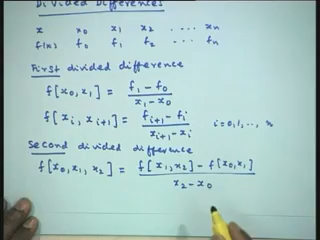 Divided Differences
x x₀ x₁ x₂ ... xₙ
f(x) f₀ f₁ f₂ ... fₙ
First divided difference
f[x₀,x₁] = (f₁ - f₀)/(x₁ - x₀)
f[xᵢ, xᵢ₊₁] = (fᵢ₊₁ - fᵢ)/(xᵢ₊₁ - xᵢ) i = 0, 1, ...,
Second divided difference
f[x₀, x₁, x₂] = (f[x₁, x₂] - f[x₀, x₁])/(x₂ - x₀)